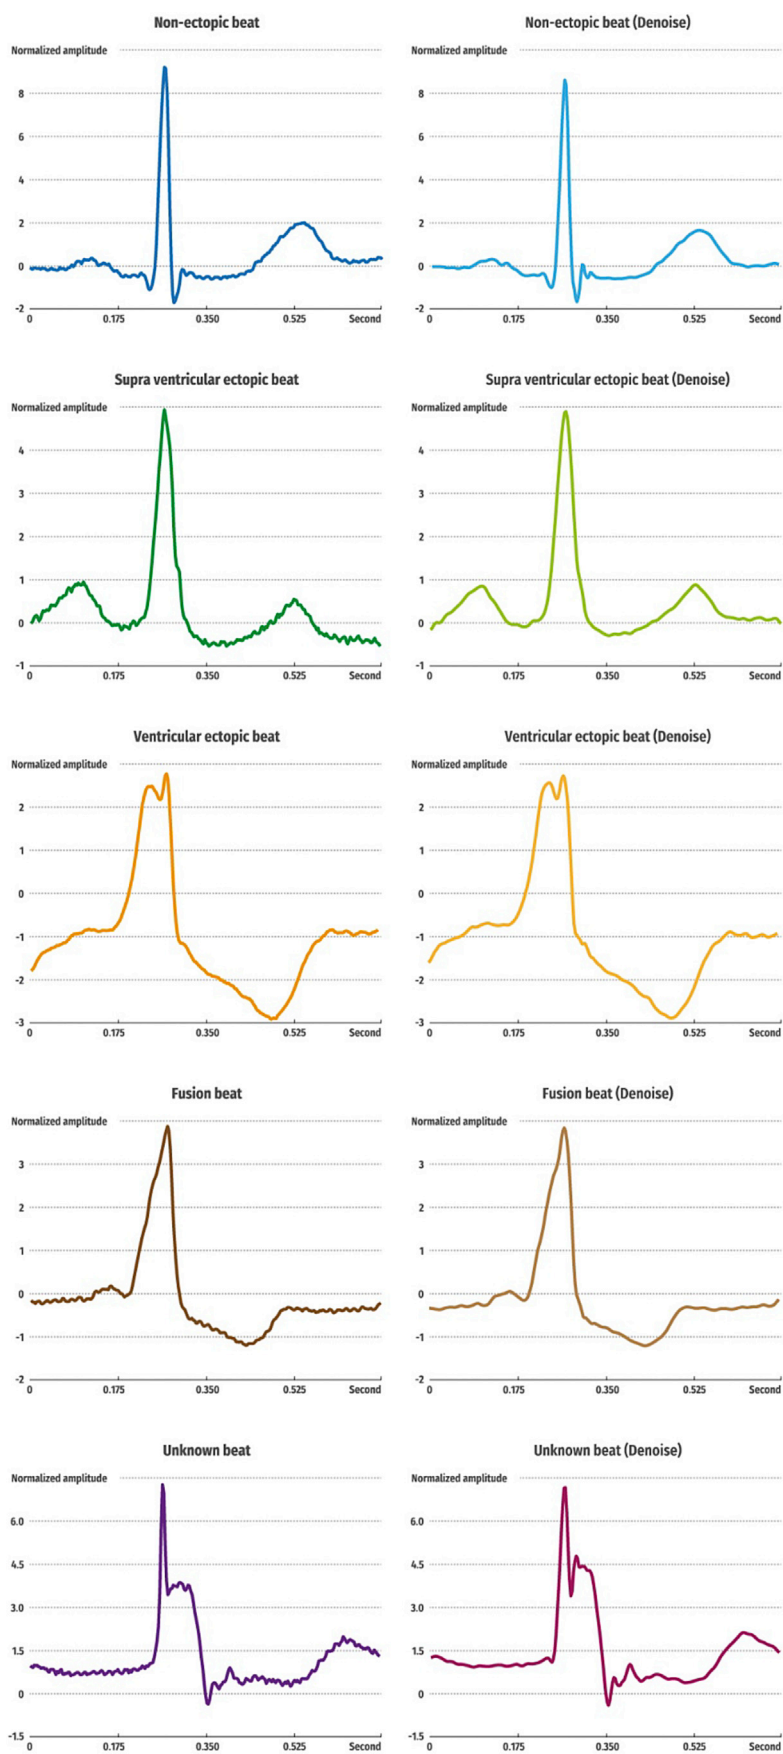 Non-ectopic beat
Normalized amplitude
8
6
4
2
0
-2
0 0.175 0.350 0.525 Second
Non-ectopic beat (Denoise)
Normalized amplitude
8
6
4
2
0
-2
0 0.175 0.350 0.525 Second
Supra ventricular ectopic beat
Normalized amplitude
4
3
2
1
0
-1
0 0.175 0.350 0.525 Second
Supra ventricular ectopic beat (Denoise)
Normalized amplitude
4
3
2
1
0
-1
0 0.175 0.350 0.525 Second
Ventricular ectopic beat
Normalized amplitude
2
1
0
-1
-2
-3
0 0.175 0.350 0.525 Second
Ventricular ectopic beat (Denoise)
Normalized amplitude
2
1
0
-1
-2
-3
0 0.175 0.350 0.525 Second
Fusion beat
Normalized amplitude
3
2
1
0
-1
-2
0 0.175 0.350 0.525 Second
Fusion beat (Denoise)
Normalized amplitude
3
2
1
0
-1
-2
0 0.175 0.350 0.525 Second
Unknown beat
Normalized amplitude
6.0
4.5
3.0
1.5
0
-1.5
0 0.175 0.350 0.525 Second
Unknown beat (Denoise)
Normalized amplitude
6.0
4.5
3.0
1.5
0
-1.5
0 0.175 0.350 0.525 Second